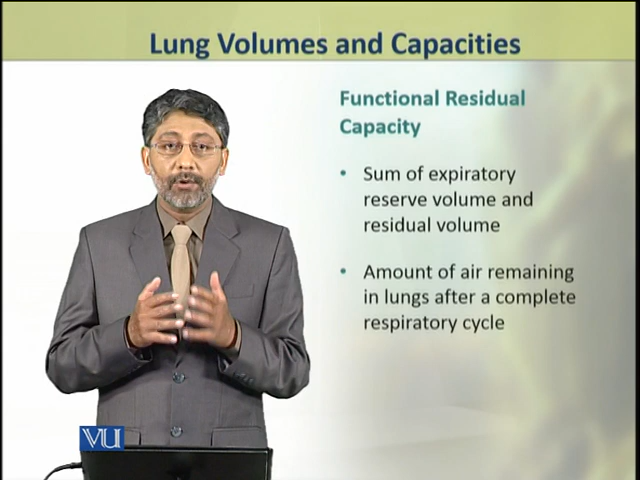 Lung Volumes and Capacities
Functional Residual
Capacity
• Sum of expiratory
reserve volume and
residual volume
• Amount of air remaining
in lungs after a complete
respiratory cycle
VU